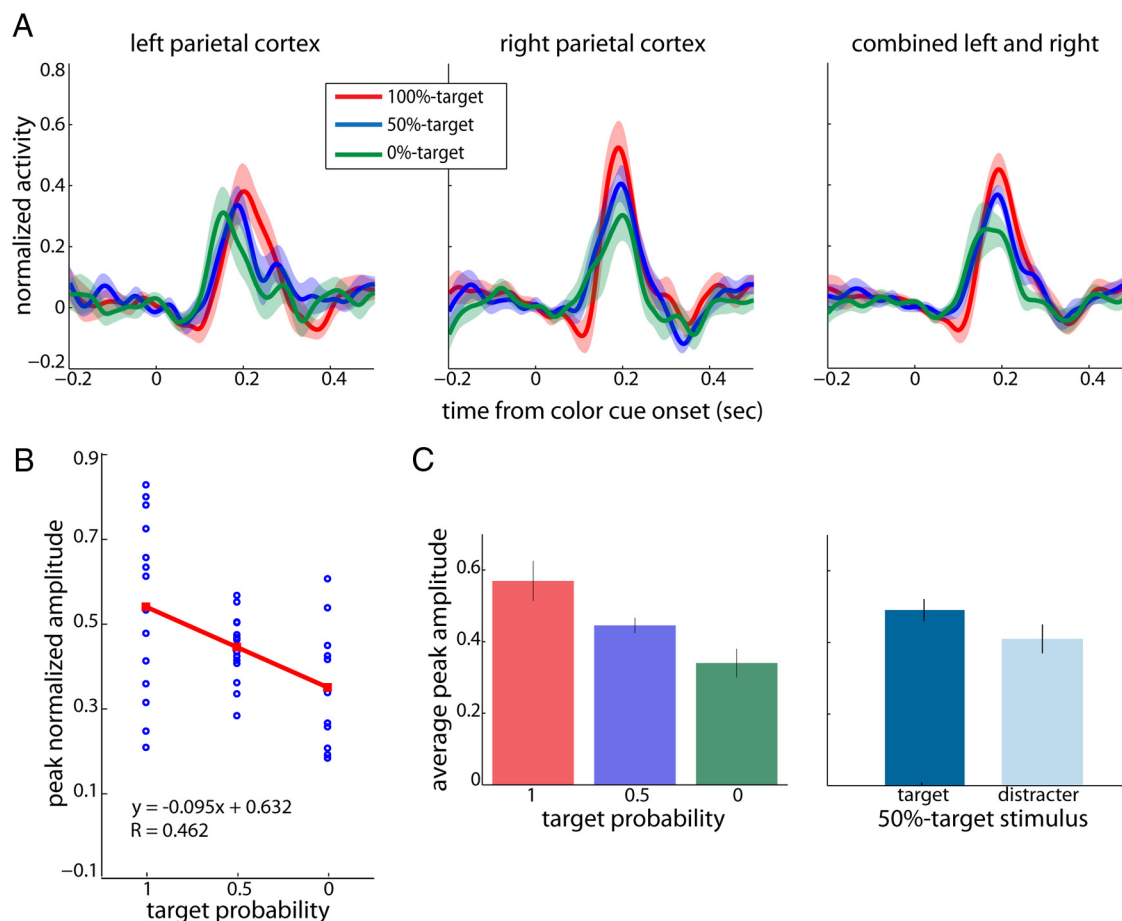 A
left parietal cortex
right parietal cortex
combined left and right
normalized activity
0.8
0.6
0.4
0.2
0
−0.2
100%-target
50%-target
0%-target
−0.2 0 0.2 0.4
−0.2 0 0.2 0.4
−0.2 0 0.2 0.4
time from color cue onset (sec)
B
peak normalized amplitude
0.9
0.7
0.5
0.3
0.1
−0.1
y = -0.095x + 0.632
R = 0.462
1 0.5 0
target probability
C
average peak amplitude
0.6
0.4
0.2
0
1 0.5 0
target probability
target distracter
50%-target stimulus